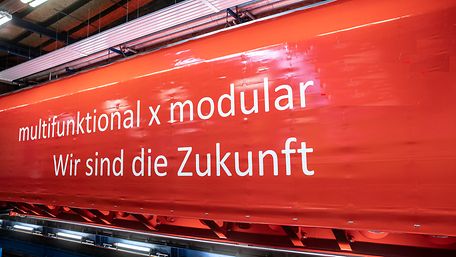 multifunktional x modular
Wir sind die Zukunft